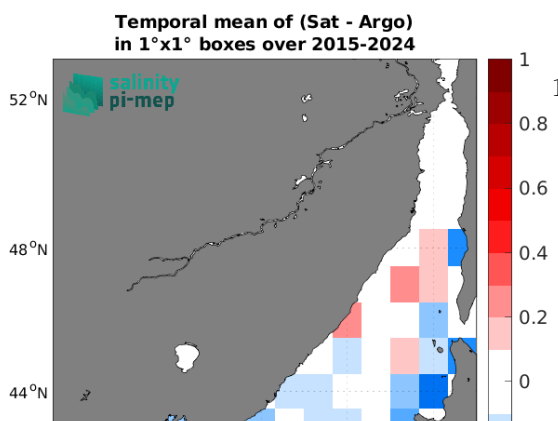 Temporal mean of (Sat - Argo)
in 1°x1° boxes over 2015-2024
salinity
pi-mep
52°N
48°N
44°N
1
0.8
0.6
0.4
0.2
0
1